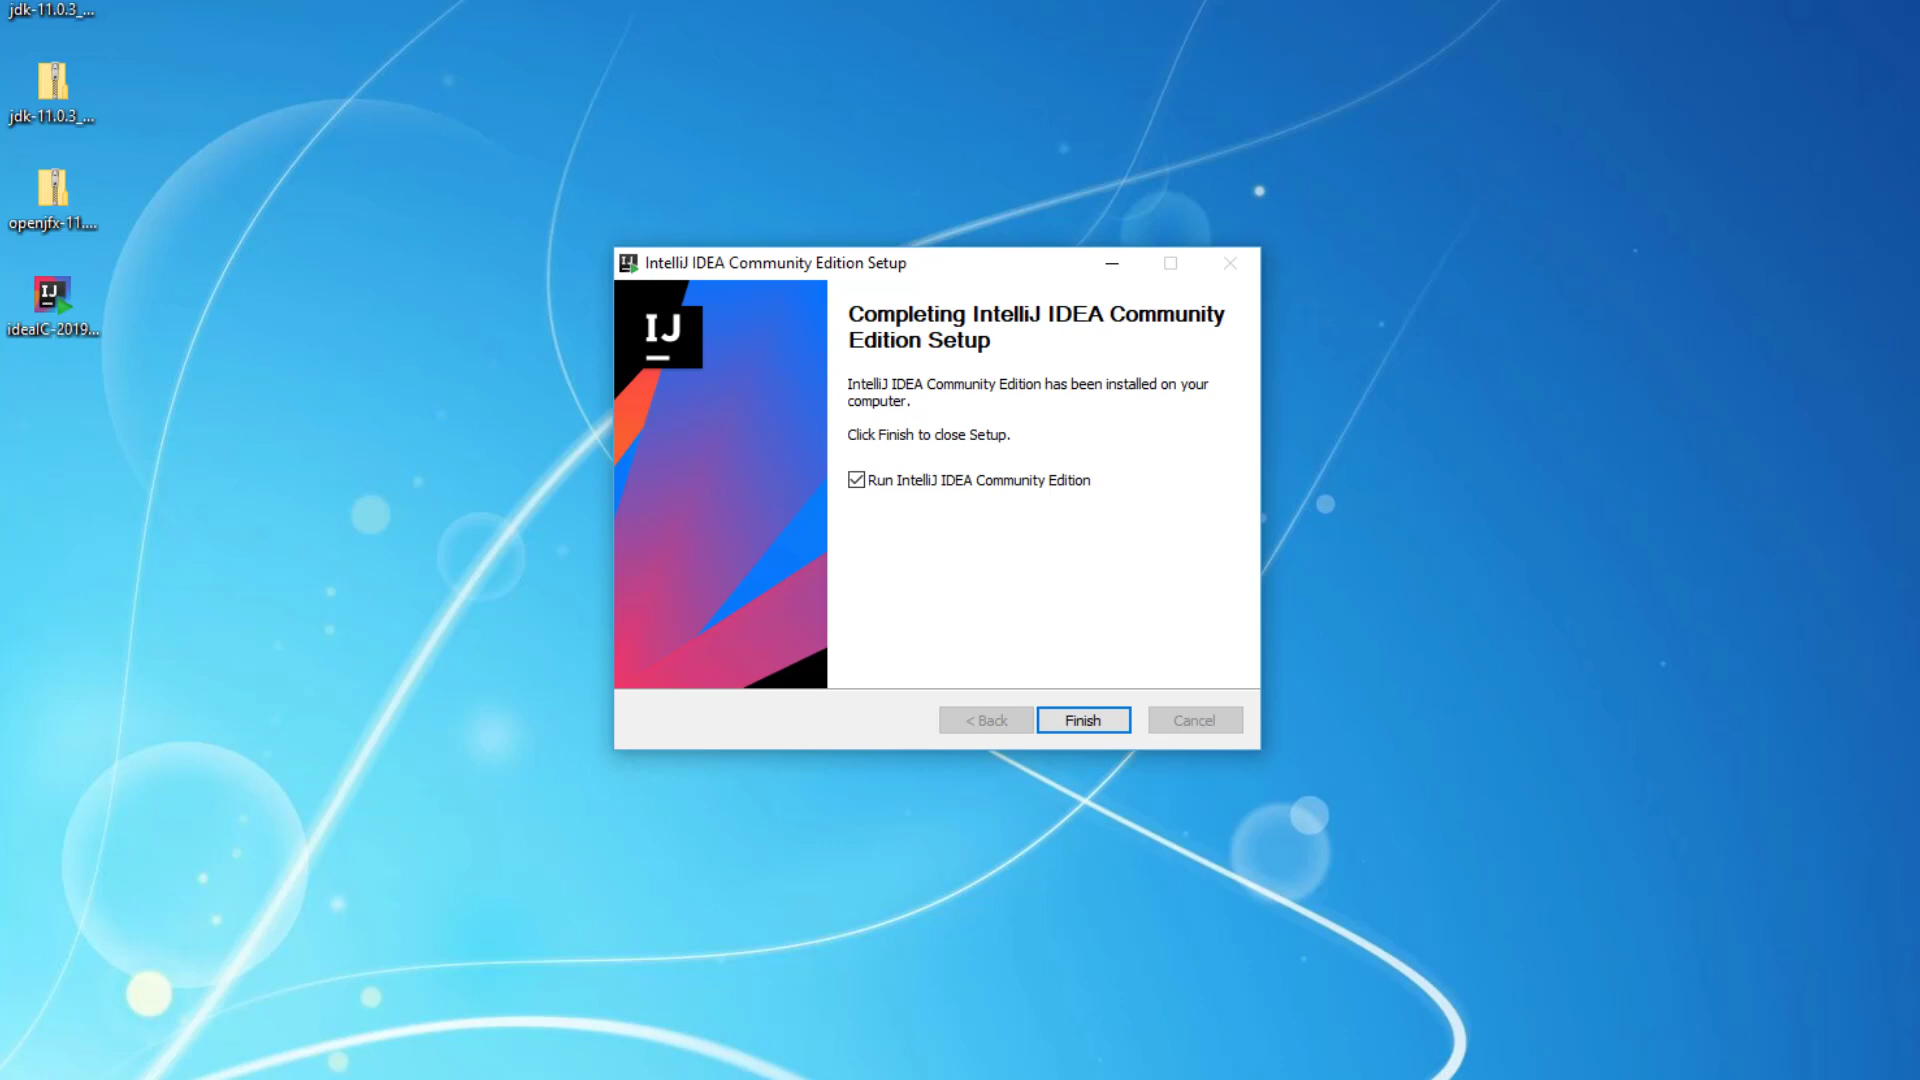 jdk-11.0.3_...
jdk-11.0.3_...
openjfx-11....
ideaIC-2019...
IJ
IntelliJ IDEA Community Edition Setup
IJ
Completing IntelliJ IDEA Community
Edition Setup
IntelliJ IDEA Community Edition has been installed on your
computer.
Click Finish to close Setup.
Run IntelliJ IDEA Community Edition
< Back
Finish
Cancel